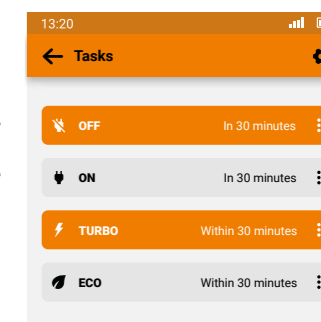 13:20
Tasks
OFF In 30 minutes
ON In 30 minutes
TURBO Within 30 minutes
ECO Within 30 minutes